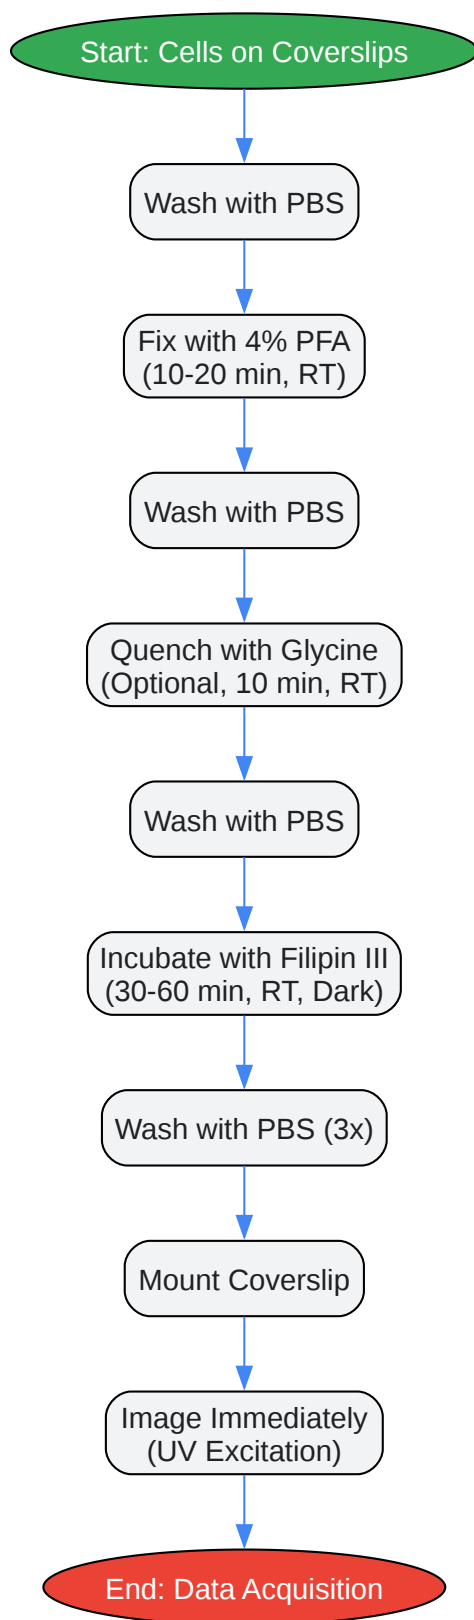 Start: Cells on Coverslips
Wash with PBS
Fix with 4% PFA
(10-20 min, RT)
Wash with PBS
Quench with Glycine
(Optional, 10 min, RT)
Wash with PBS
Incubate with Filipin III
(30-60 min, RT, Dark)
Wash with PBS (3x)
Mount Coverslip
Image Immediately
(UV Excitation)
End: Data Acquisition